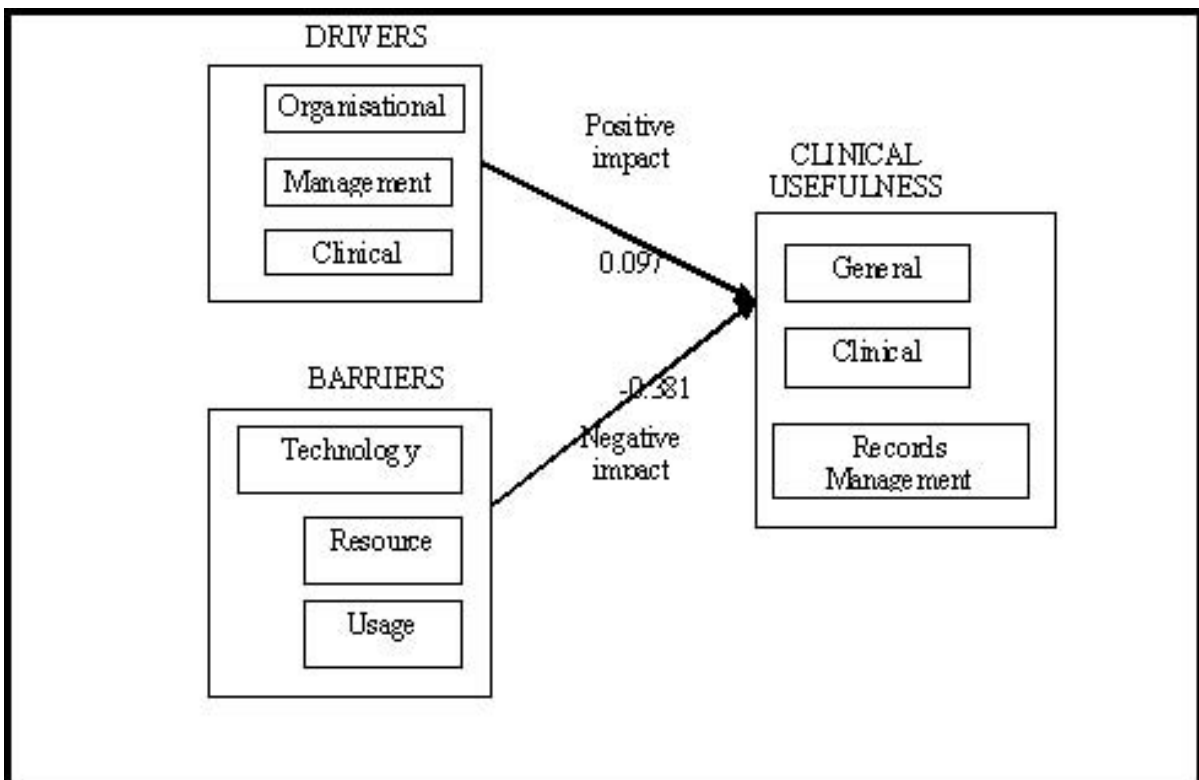 DRIVERS
Organisational
Management
Clinical
Positive
impact
0.097
CLINICAL
USEFULNESS
General
Clinical
Records
Management
BARRIERS
Technology
Resource
Usage
-0.381
Negative
impact